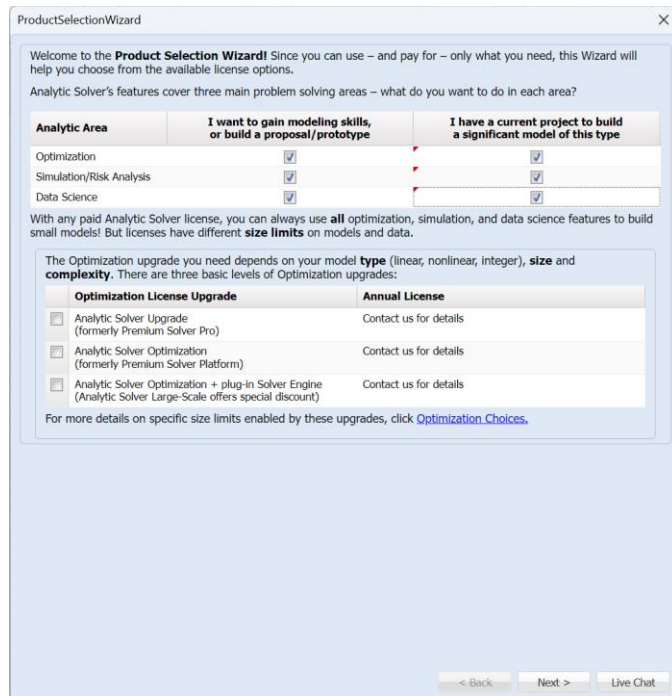 ProductSelectionWizard
Welcome to the Product Selection Wizard! Since you can use – and pay for – only what you need, this Wizard will
help you choose from the available license options.
Analytic Solver's features cover three main problem solving areas – what do you want to do in each area?
Analytic Area
I want to gain modeling skills,
or build a proposal/prototype
I have a current project to build
a significant model of this type
Optimization
Simulation/Risk Analysis
Data Science
With any paid Analytic Solver license, you can always use all optimization, simulation, and data science features to build
small models! But licenses have different size limits on models and data.
The Optimization upgrade you need depends on your model type (linear, nonlinear, integer), size and
complexity. There are three basic levels of Optimization upgrades:
Optimization License Upgrade
Annual License
Analytic Solver Upgrade
(formerly Premium Solver Pro)
Contact us for details
Analytic Solver Optimization
(formerly Premium Solver Platform)
Contact us for details
Analytic Solver Optimization + plug-in Solver Engine
(Analytic Solver Large-Scale offers special discount)
Contact us for details
For more details on specific size limits enabled by these upgrades, click Optimization Choices.
< Back
Next >
Live Chat